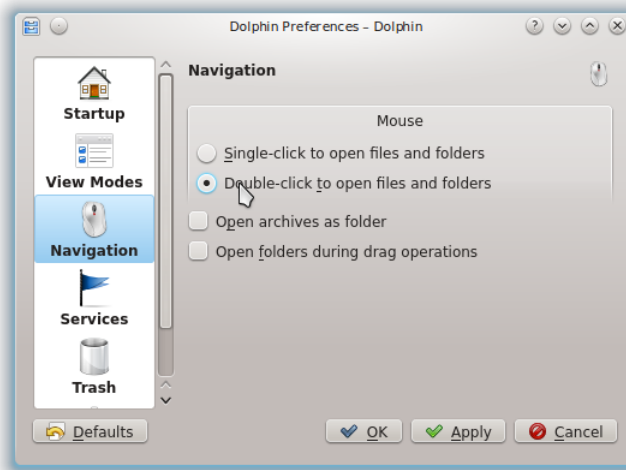 Dolphin Preferences – Dolphin
Startup
View Modes
Navigation
Services
Trash
Navigation
Mouse
Single-click to open files and folders
Double-click to open files and folders
Open archives as folder
Open folders during drag operations
Defaults
OK
Apply
Cancel